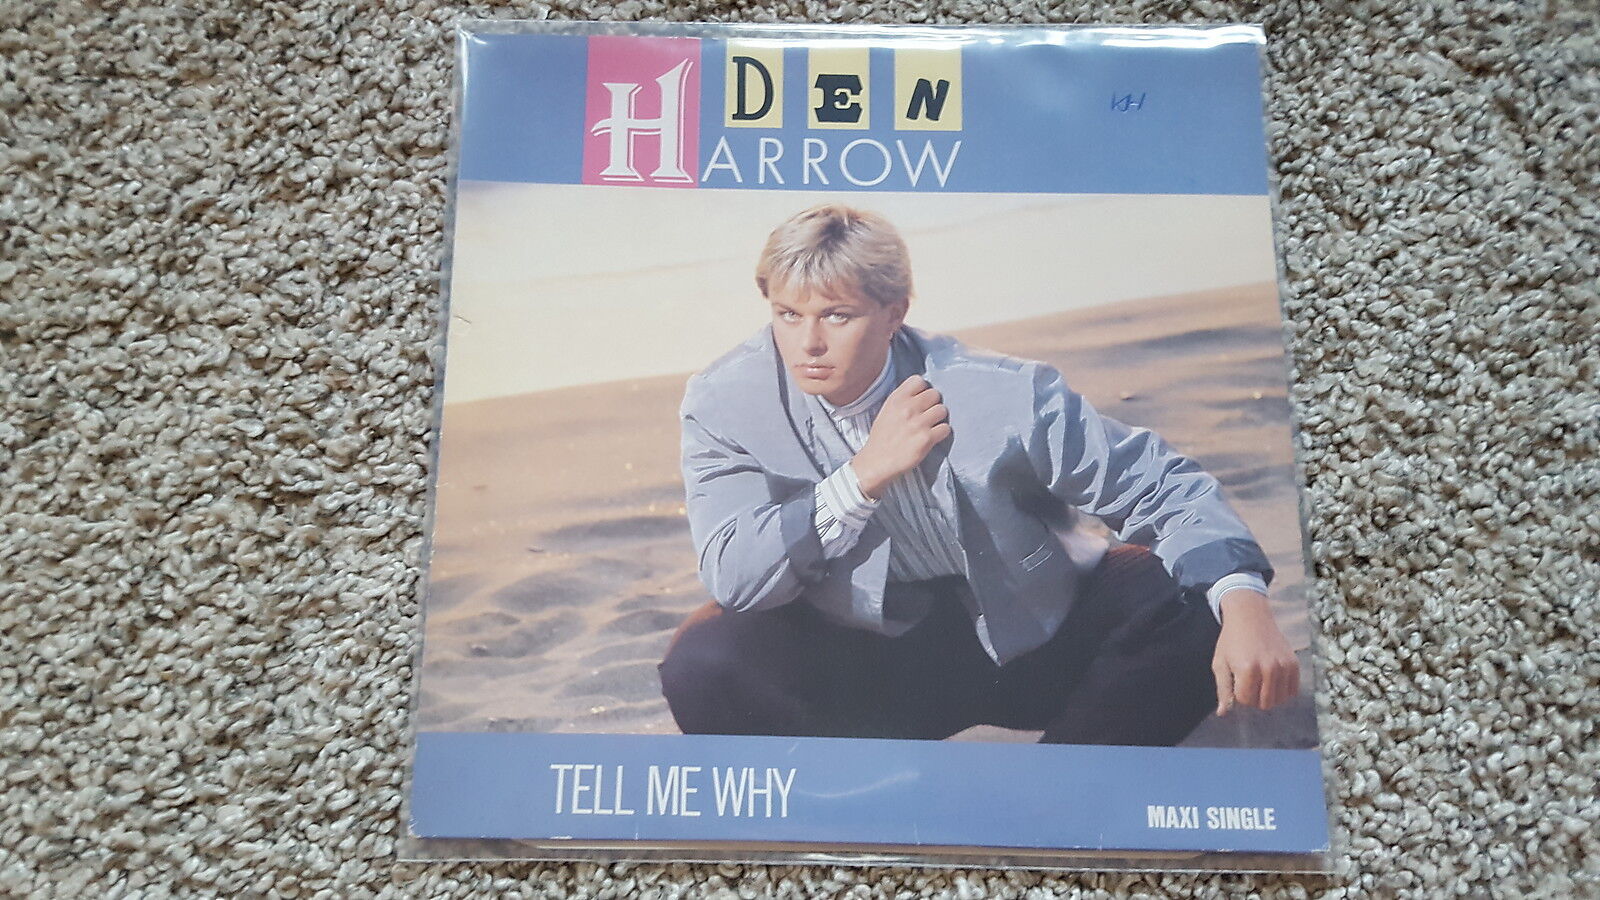 DEN
HARROW
KH
TELL ME WHY
MAXI SINGLE